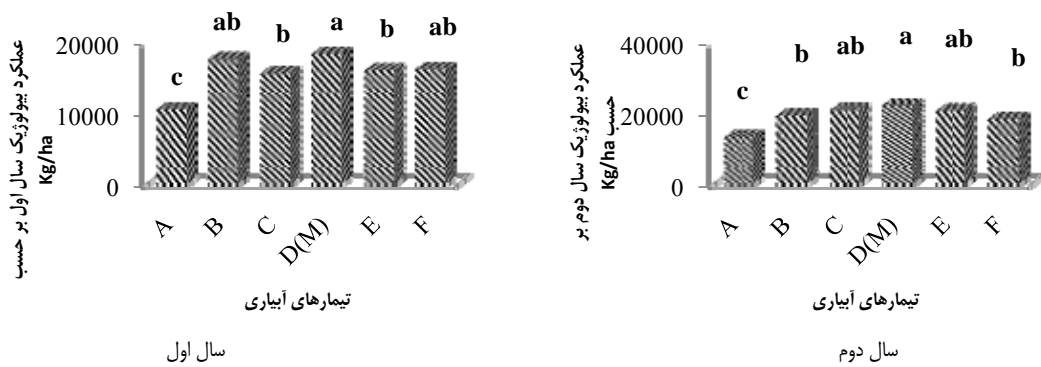 عملکرد بیولوژیک سال اول بر حسب
Kg/ha
20000
10000
0
c
ab
b
a
b
ab
A
B
C
D(M)
E
F
تیمارهای آبیاری
سال اول
عملکرد بیولوژیک سال دوم بر
حسب Kg/ha
40000
20000
0
c
b
ab
a
ab
b
A
B
C
D(M)
E
F
تیمارهای آبیاری
سال دوم